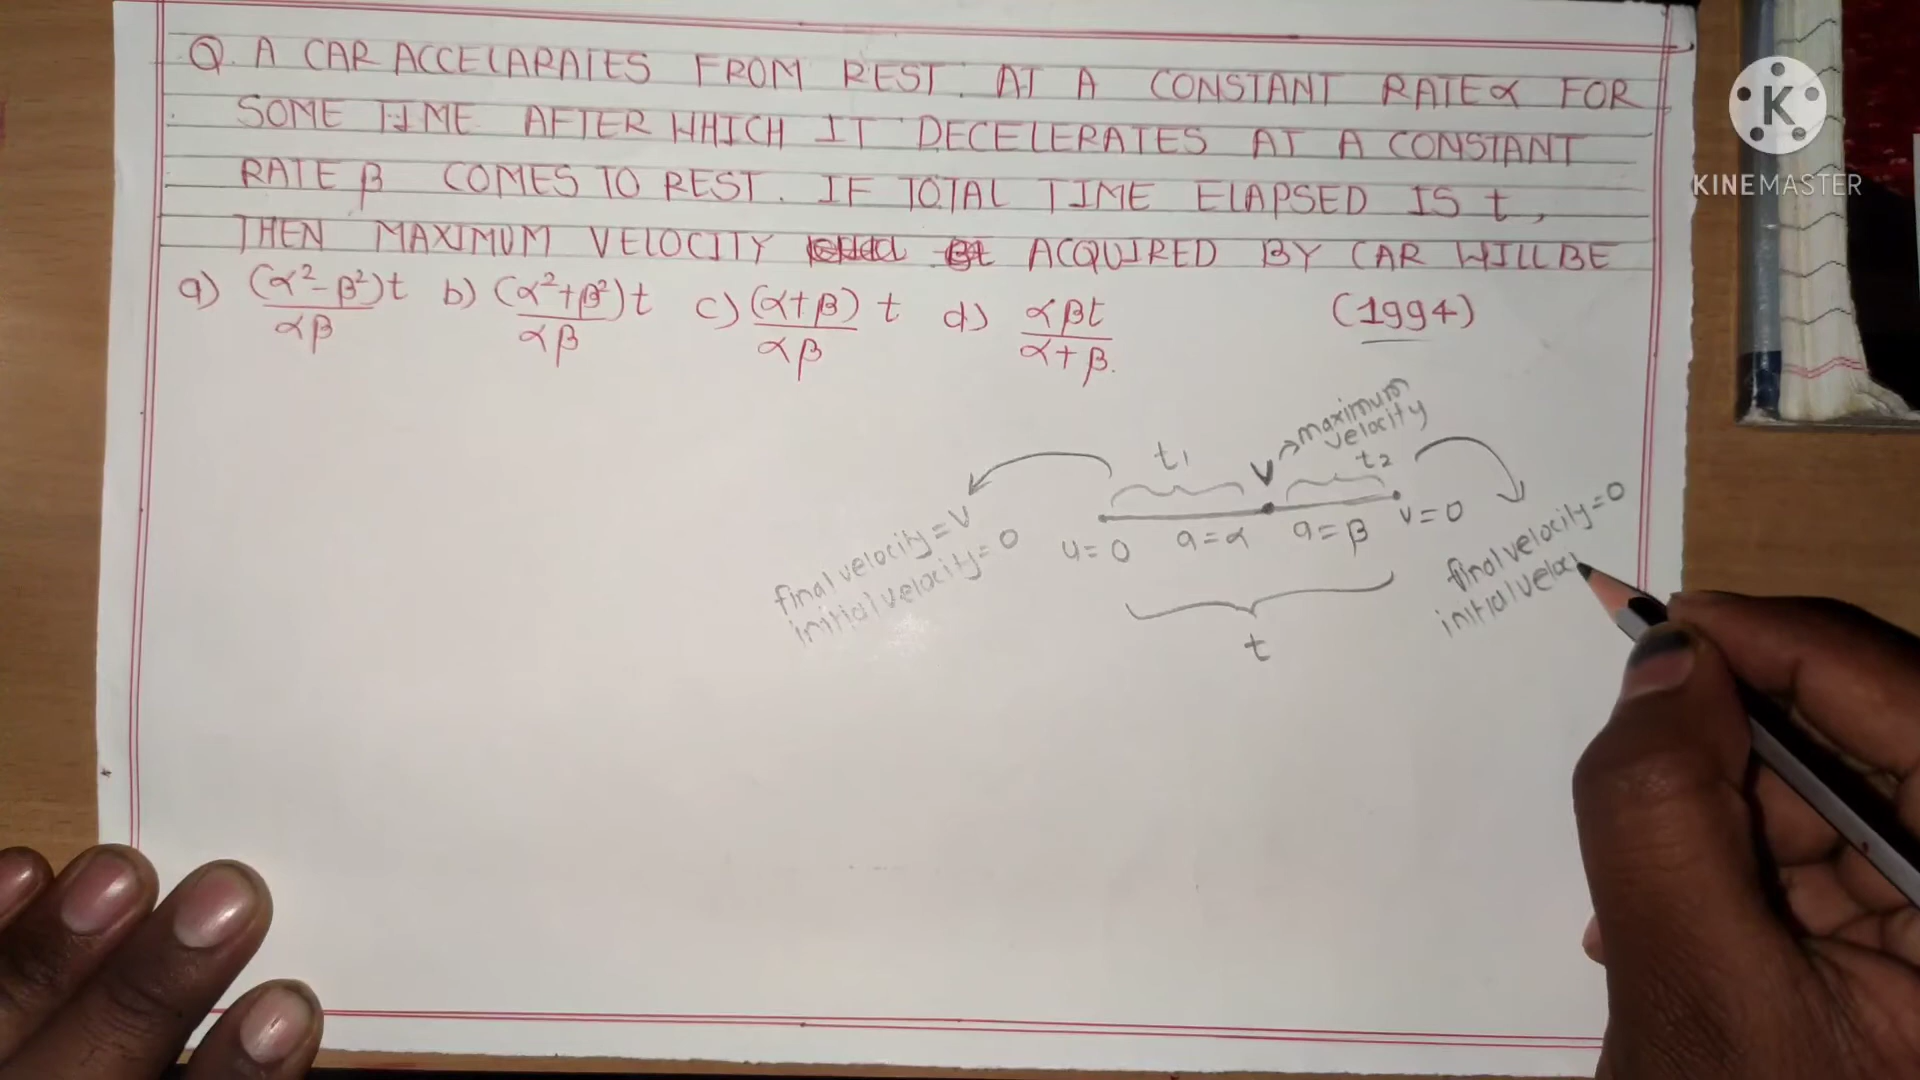 Q. A CAR ACCELARATES FROM REST AT A CONSTANT RATE α FOR
SOME TIME AFTER WHICH IT DECELERATES AT A CONSTANT
RATE β COMES TO REST. IF TOTAL TIME ELAPSED IS t,
THEN MAXIMUM VELOCITY ACQUIRED BY CAR WILL BE
a) (α²-β²)t/αβ b) (α²+β²)t/αβ c) (α+β)t/αβ d) αβt/α+β.
(1994)
maximum
velocity
t1 V t2
u=0 a=α a=β v=0
t
final velocity = V
initial velocity = 0
final velocity = 0
initial veloci
K
KINEMASTER